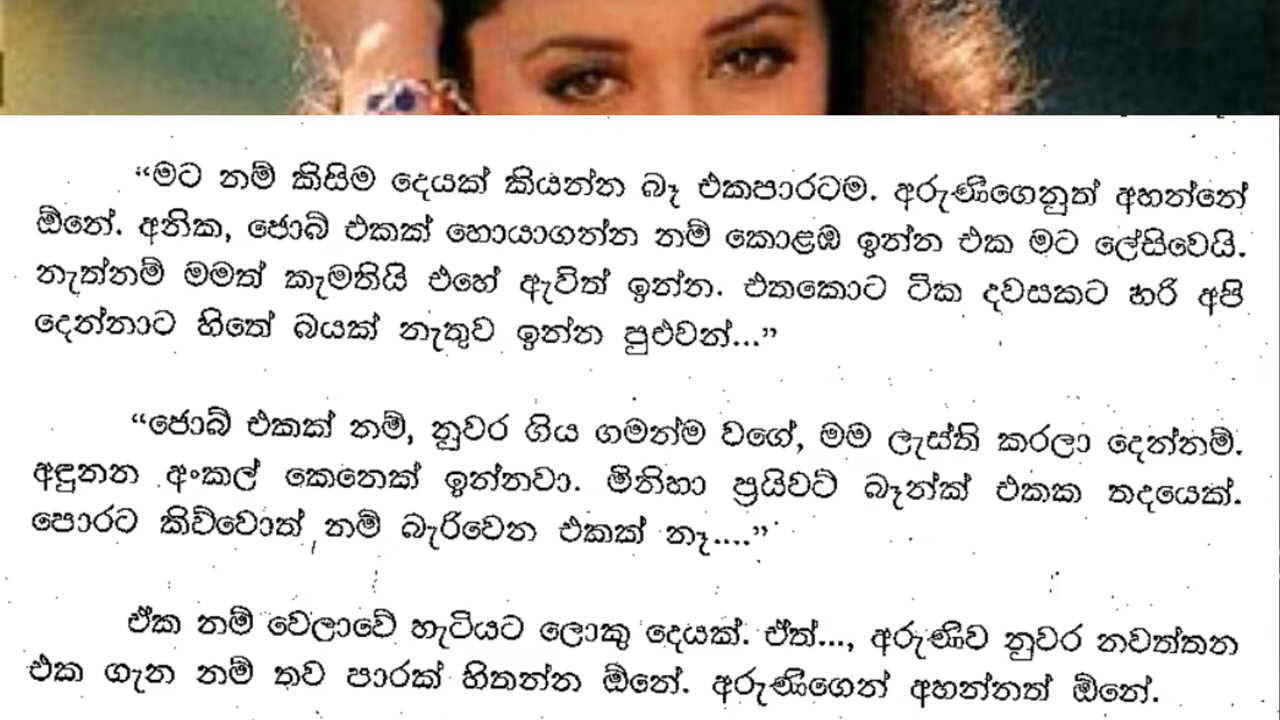 “මට නම් කිසිම දෙයක් කියන්න බෑ එකපාරටම. අරුණිගෙනුත් අහන්නේ
ඕනේ. අනික, ජොබ් එකක් හොයාගන්න නම් කොළඹ ඉන්න එක මට ලේසිවෙයි.
නැත්නම් මමත් කැමතියි එහේ ඇවිත් ඉන්න. එතකොට ටික දවසකට හරි අපි
දෙන්නාට හිතේ බයක් නැතුව ඉන්න පුළුවන්...”
“ජොබ් එකක් නම්, නුවර ගිය ගමන්ම වගේ, මම ලෑස්ති කරලා දෙන්නම්.
අඳුනන අංකල් කෙනෙක් ඉන්නවා. මිනිහා ප්‍රයිවට් බෑන්ක් එකක තදයෙක්.
පොරට කිව්වොත් නම් බැරිවෙන එකක් නෑ....”
ඒක නම් වෙලාවේ හැටියට ලොකු දෙයක්. ඒත්..., අරුණිව නුවර නවත්තන
එක ගැන නම් තව පාරක් හිතන්න ඕනේ. අරුණිගෙන් අහන්නත් ඕනේ.